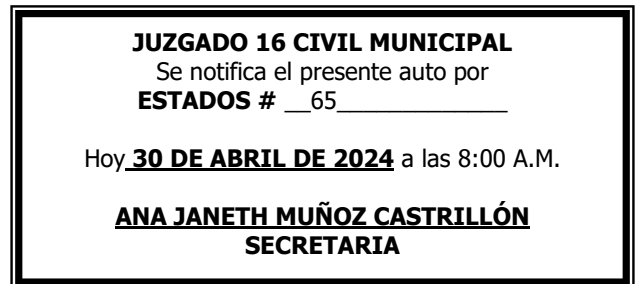 JUZGADO 16 CIVIL MUNICIPAL
Se notifica el presente auto por
ESTADOS # __65_____________
Hoy 30 DE ABRIL DE 2024 a las 8:00 A.M.
ANA JANETH MUÑOZ CASTRILLÓN
SECRETARIA